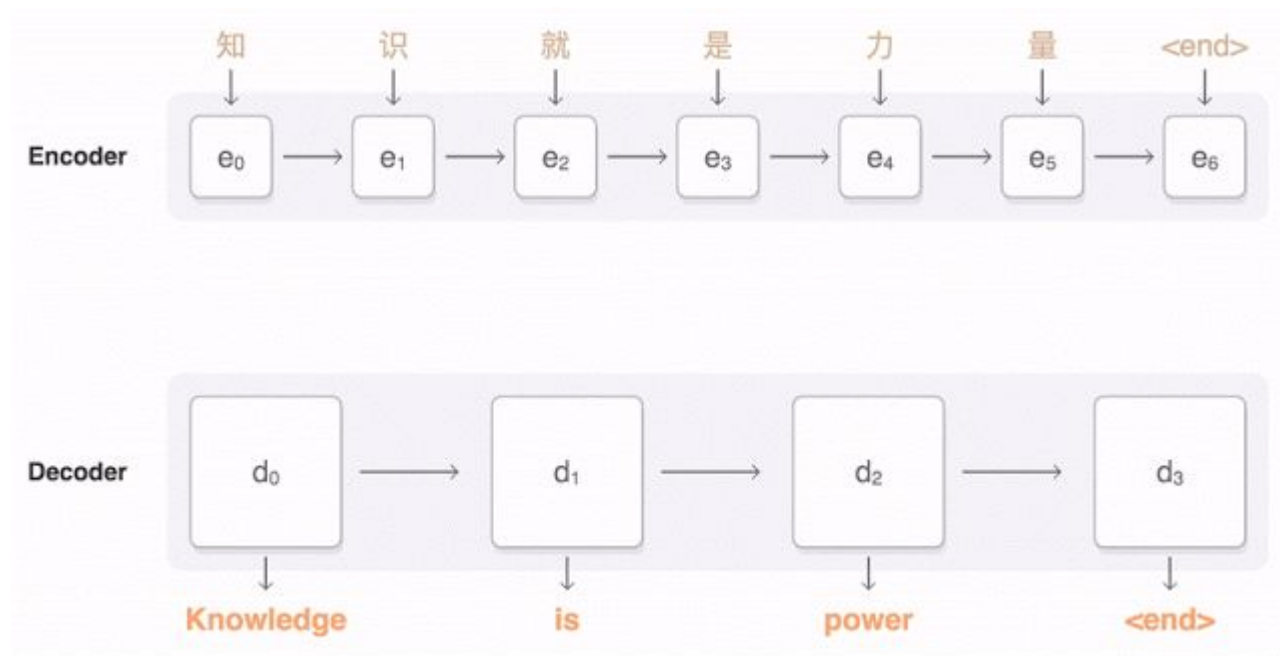 知 识 就 是 力 量 <end>
Encoder e₀ e₁ e₂ e₃ e₄ e₅ e₆
Decoder d₀ d₁ d₂ d₃
Knowledge is power <end>